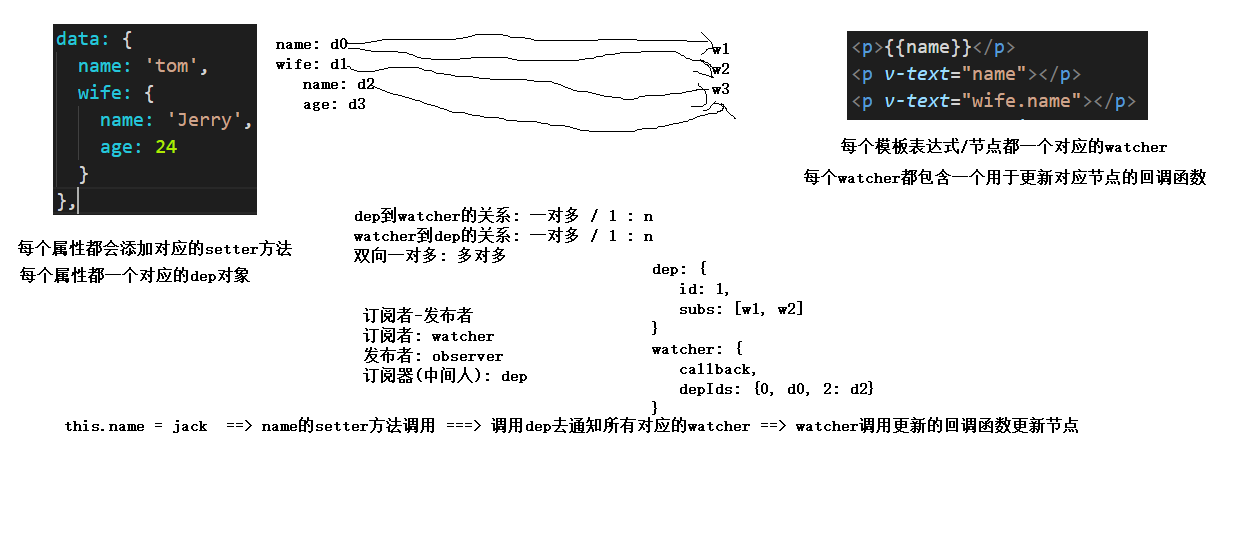 data: {
name: 'tom',
wife: {
name: 'Jerry',
age: 24
}
},
每个属性都会添加对应的setter方法
每个属性都一个对应的dep对象
name: d0
wife: d1
name: d2
age: d3
w1
w2
w3
<p>{{name}}</p>
<p v-text="name"></p>
<p v-text="wife.name"></p>
每个模板表达式/节点都一个对应的watcher
每个watcher都包含一个用于更新对应节点的回调函数
dep到watcher的关系: 一对多 / 1 : n
watcher到dep的关系: 一对多 / 1 : n
双向一对多: 多对多
订阅者-发布者
订阅者: watcher
发布者: observer
订阅器(中间人): dep
dep: {
id: 1,
subs: [w1, w2]
}
watcher: {
callback,
depIds: {0, d0, 2: d2}
}
this.name = jack ==> name的setter方法调用 ===> 调用dep去通知所有对应的watcher ==> watcher调用更新的回调函数更新节点